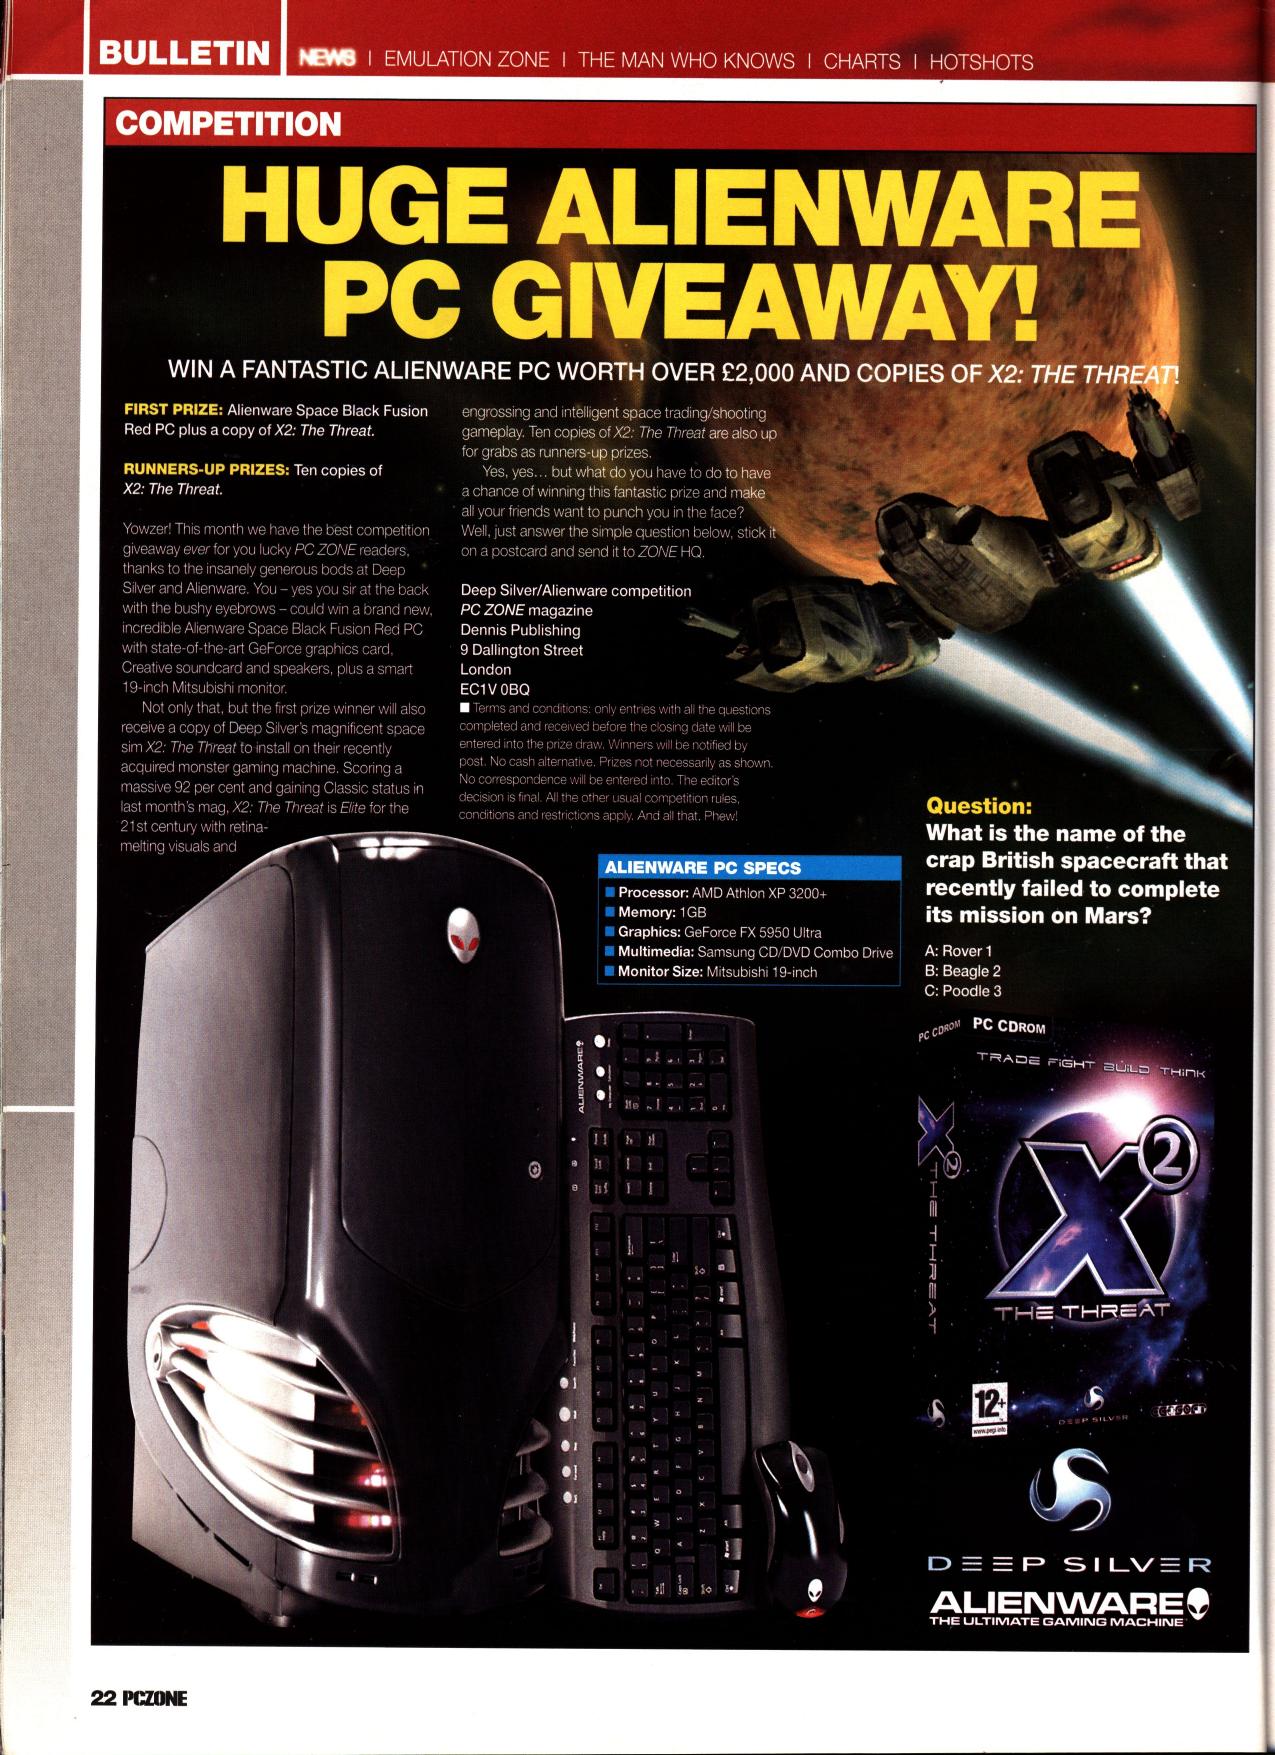 BULLETIN NEWS | EMULATION ZONE | THE MAN WHO KNOWS | CHARTS | HOTSHOTS
COMPETITION
HUGE ALIENWARE
PC GIVEAWAY!
WIN A FANTASTIC ALIENWARE PC WORTH OVER £2,000 AND COPIES OF X2: THE THREAT!
FIRST PRIZE: Alienware Space Black Fusion
Red PC plus a copy of X2: The Threat.
RUNNERS-UP PRIZES: Ten copies of
X2: The Threat.
Yowzer! This month we have the best competition
giveaway ever for you lucky PC ZONE readers,
thanks to the insanely generous bods at Deep
Silver and Alienware. You – yes you sir at the back
with the bushy eyebrows – could win a brand new,
incredible Alienware Space Black Fusion Red PC
with state-of-the-art GeForce graphics card,
Creative soundcard and speakers, plus a smart
19-inch Mitsubishi monitor.
Not only that, but the first prize winner will also
receive a copy of Deep Silver's magnificent space
sim X2: The Threat to install on their recently
acquired monster gaming machine. Scoring a
massive 92 per cent and gaining Classic status in
last month's mag, X2: The Threat is Elite for the
21st century with retina-
melting visuals and
engrossing and intelligent space trading/shooting
gameplay. Ten copies of X2: The Threat are also up
for grabs as runners-up prizes.
Yes, yes... but what do you have to do to have
a chance of winning this fantastic prize and make
all your friends want to punch you in the face?
Well, just answer the simple question below, stick it
on a postcard and send it to ZONE HQ.
Deep Silver/Alienware competition
PC ZONE magazine
Dennis Publishing
9 Dallington Street
London
EC1V 0BQ
■ Terms and conditions: only entries with all the questions
completed and received before the closing date will be
entered into the prize draw. Winners will be notified by
post. No cash alternative. Prizes not necessarily as shown.
No correspondence will be entered into. The editor's
decision is final. All the other usual competition rules,
conditions and restrictions apply. And all that. Phew!
ALIENWARE PC SPECS
■ Processor: AMD Athlon XP 3200+
■ Memory: 1GB
■ Graphics: GeForce FX 5950 Ultra
■ Multimedia: Samsung CD/DVD Combo Drive
■ Monitor Size: Mitsubishi 19-inch
Question:
What is the name of the
crap British spacecraft that
recently failed to complete
its mission on Mars?
A: Rover 1
B: Beagle 2
C: Poodle 3
ALIENWARE
PC CDROM PC CDROM
TRADE FIGHT BUILD THINK
X2 THE THREAT
X2
THE THREAT
12+
www.pegi.info
DEEP SILVER
EGOSOFT
DEEP SILVER
ALIENWARE
THE ULTIMATE GAMING MACHINE
22 PCZONE